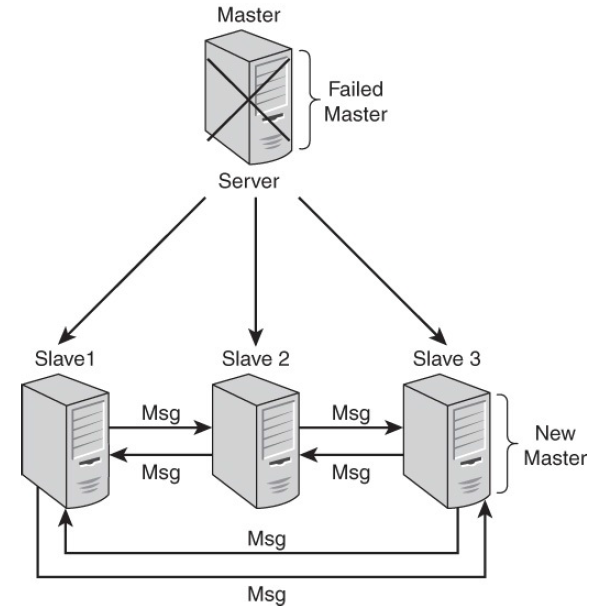 Master
Failed
Master
Server
Slave1
Slave 2
Slave 3
Msg
Msg
Msg
Msg
New
Master
Msg
Msg